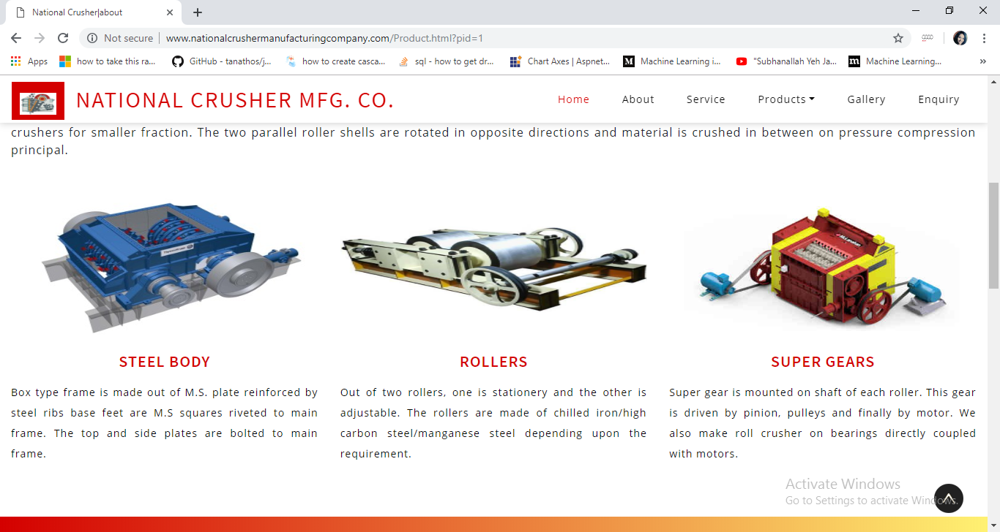 National Crusher|about
Not secure
www.nationalcrushermanufacturingcompany.com/Product.html?pid=1
Apps
how to take this ra...
GitHub - tanathos/j...
how to create casca...
sql - how to get dr...
Chart Axes | Aspnet...
Machine Learning i...
"Subhanallah Yeh Ja...
Machine Learning...
NATIONAL CRUSHER MFG. CO.
Home
About
Service
Products
Gallery
Enquiry
crushers for smaller fraction. The two parallel roller shells are rotated in opposite directions and material is crushed in between on pressure compression
principal.
STEEL BODY
Box type frame is made out of M.S. plate reinforced by
steel ribs base feet are M.S squares riveted to main
frame. The top and side plates are bolted to main
frame.
ROLLERS
Out of two rollers, one is stationery and the other is
adjustable. The rollers are made of chilled iron/high
carbon steel/manganese steel depending upon the
requirement.
SUPER GEARS
Super gear is mounted on shaft of each roller. This gear
is driven by pinion, pulleys and finally by motor. We
also make roll crusher on bearings directly coupled
with motors.
Activate Windows
Go to Settings to activate Windows.